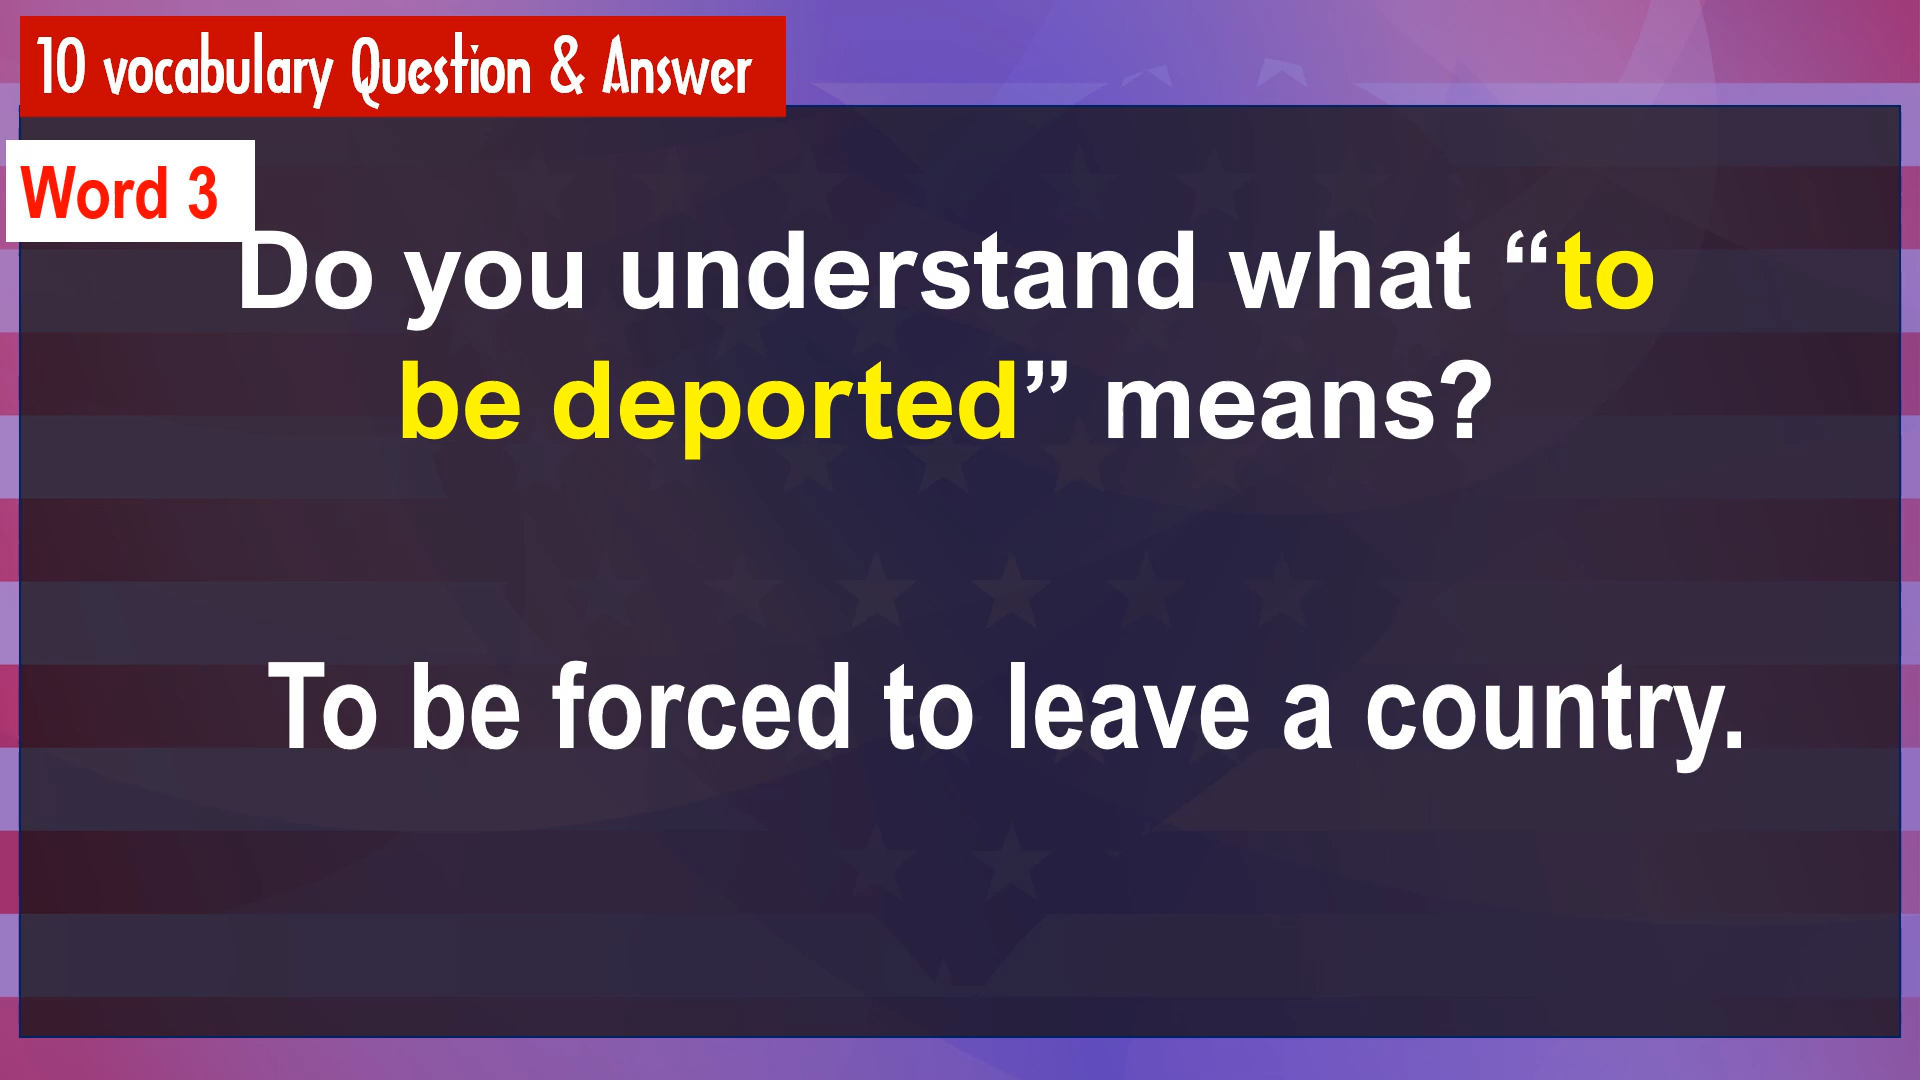 10 vocabulary Question & Answer
Word 3
Do you understand what “to
be deported” means?
To be forced to leave a country.